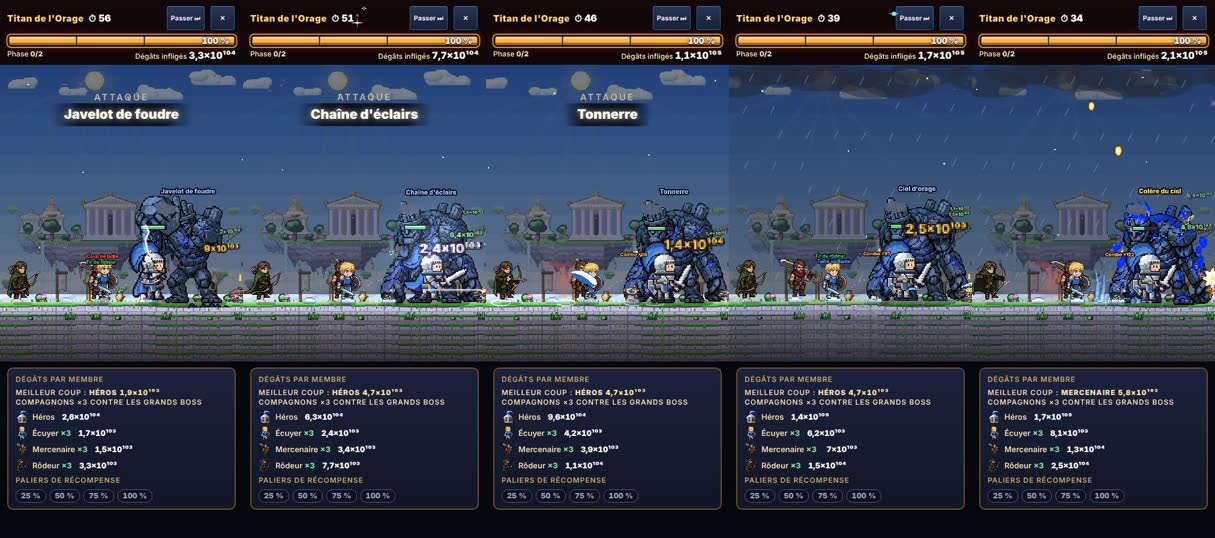 Titan de l'Orage ⏱ 56
Passer ⏭
×
100 %
Phase 0/2
Dégâts infligés 3,3×10¹⁰⁴
ATTAQUE
Javelot de foudre
Javelot de foudre
9×10¹⁰³
DÉGÂTS PAR MEMBRE
MEILLEUR COUP : HÉROS 1,9×10¹⁰³
COMPAGNONS ×3 CONTRE LES GRANDS BOSS
Héros 2,6×10¹⁰⁴
Écuyer ×3 1,7×10¹⁰³
Mercenaire ×3 1,5×10¹⁰³
Rôdeur ×3 3,3×10¹⁰³
PALIERS DE RÉCOMPENSE
25 % 50 % 75 % 100 %
Titan de l'Orage ⏱ 51
Passer ⏭
×
100 %
Phase 0/2
Dégâts infligés 7,7×10¹⁰⁴
ATTAQUE
Chaîne d'éclairs
Chaîne d'éclairs
2,4×10¹⁰³
DÉGÂTS PAR MEMBRE
MEILLEUR COUP : HÉROS 4,7×10¹⁰³
COMPAGNONS ×3 CONTRE LES GRANDS BOSS
Héros 6,3×10¹⁰⁴
Écuyer ×3 2,4×10¹⁰³
Mercenaire ×3 3,4×10¹⁰³
Rôdeur ×3 7,7×10¹⁰³
PALIERS DE RÉCOMPENSE
25 % 50 % 75 % 100 %
Titan de l'Orage ⏱ 46
Passer ⏭
×
100 %
Phase 0/2
Dégâts infligés 1,1×10¹⁰⁵
ATTAQUE
Tonnerre
Tonnerre
1,4×10¹⁰⁴
DÉGÂTS PAR MEMBRE
MEILLEUR COUP : HÉROS 4,7×10¹⁰³
COMPAGNONS ×3 CONTRE LES GRANDS BOSS
Héros 9,6×10¹⁰⁴
Écuyer ×3 4,2×10¹⁰³
Mercenaire ×3 3,9×10¹⁰³
Rôdeur ×3 1,1×10¹⁰⁴
PALIERS DE RÉCOMPENSE
25 % 50 % 75 % 100 %
Titan de l'Orage ⏱ 39
Passer ⏭
×
100 %
Phase 0/2
Dégâts infligés 1,7×10¹⁰⁵
Ciel d'orage
2,5×10¹⁰³
DÉGÂTS PAR MEMBRE
MEILLEUR COUP : HÉROS 4,7×10¹⁰³
COMPAGNONS ×3 CONTRE LES GRANDS BOSS
Héros 1,4×10¹⁰⁵
Écuyer ×3 6,2×10¹⁰³
Mercenaire ×3 7×10¹⁰³
Rôdeur ×3 1,5×10¹⁰⁴
PALIERS DE RÉCOMPENSE
25 % 50 % 75 % 100 %
Titan de l'Orage ⏱ 34
Passer ⏭
×
100 %
Phase 0/2
Dégâts infligés 2,1×10¹⁰⁵
Colère du ciel
DÉGÂTS PAR MEMBRE
MEILLEUR COUP : MERCENAIRE 5,8×10¹⁰³
COMPAGNONS ×3 CONTRE LES GRANDS BOSS
Héros 1,7×10¹⁰⁵
Écuyer ×3 8,1×10¹⁰³
Mercenaire ×3 1,3×10¹⁰⁴
Rôdeur ×3 2,5×10¹⁰⁴
PALIERS DE RÉCOMPENSE
25 % 50 % 75 % 100 %